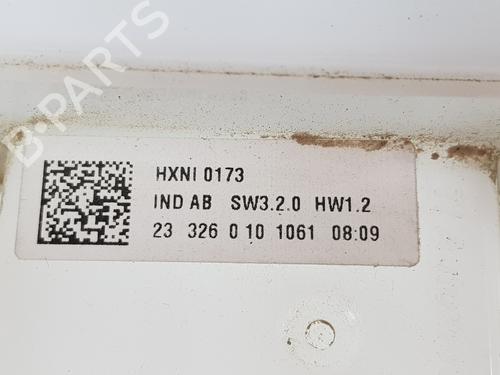 B-PARTS
HXNI 0173
IND AB SW3.2.0 HW1.2
23 326 0 10 1061 08:09